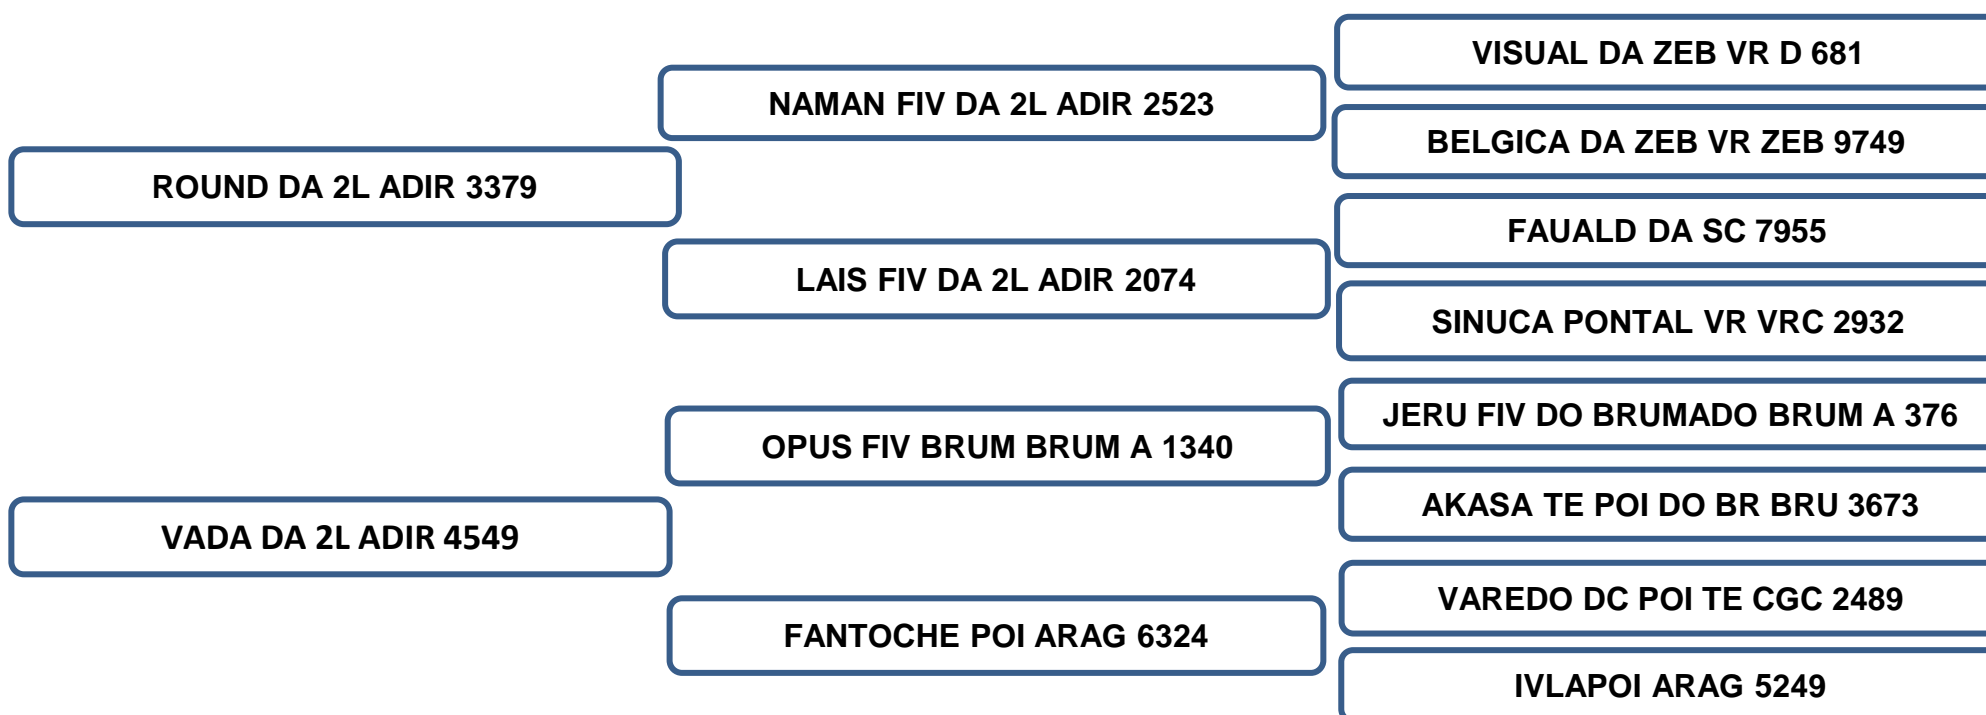 VISUAL DA ZEB VR D 681
NAMAN FIV DA 2L ADIR 2523
BELGICA DA ZEB VR ZEB 9749
ROUND DA 2L ADIR 3379
FAUALD DA SC 7955
LAIS FIV DA 2L ADIR 2074
SINUCA PONTAL VR VRC 2932
JERU FIV DO BRUMADO BRUM A 376
OPUS FIV BRUM BRUM A 1340
AKASA TE POI DO BR BRU 3673
VADA DA 2L ADIR 4549
VAREDO DC POI TE CGC 2489
FANTOCHE POI ARAG 6324
IVLAPOI ARAG 5249